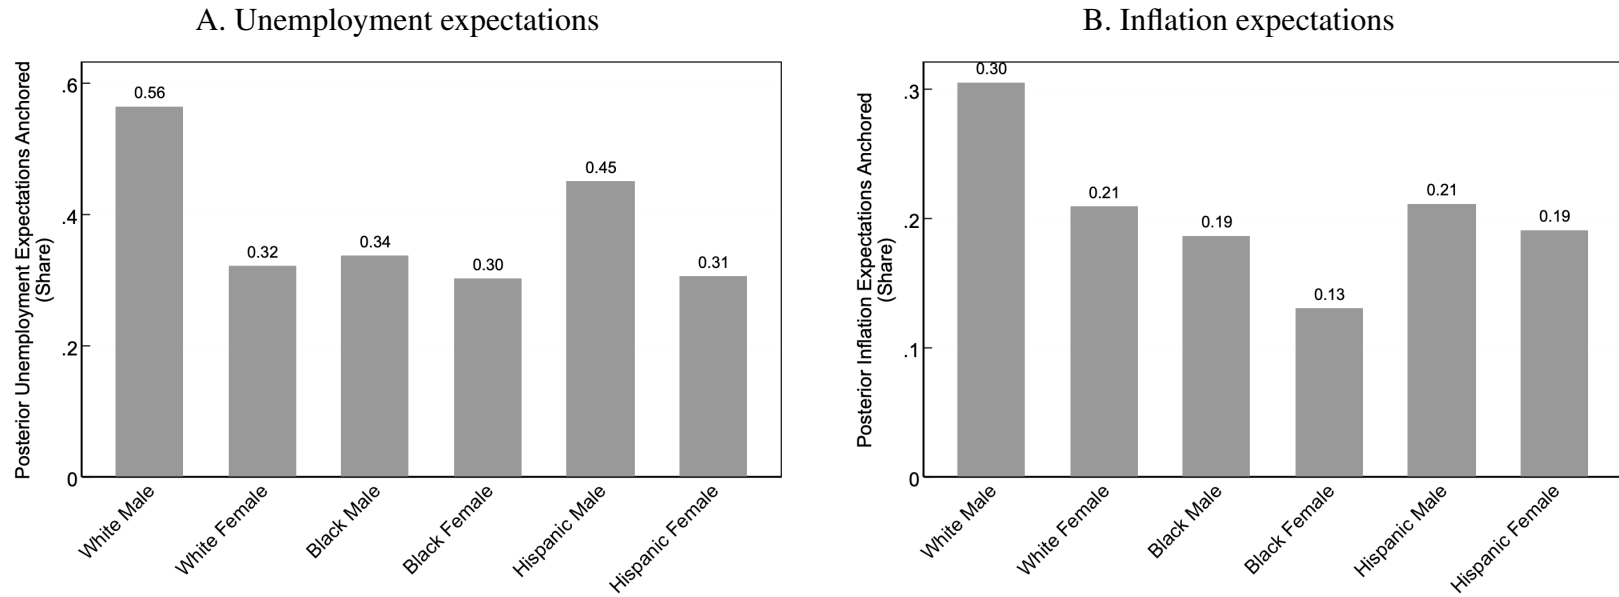 A. Unemployment expectations
Posterior Unemployment Expectations Anchored
(Share)
.6
.4
.2
0
0.56
0.32
0.34
0.30
0.45
0.31
White Male
White Female
Black Male
Black Female
Hispanic Male
Hispanic Female
B. Inflation expectations
Posterior Inflation Expectations Anchored
(Share)
.3
.2
.1
0
0.30
0.21
0.19
0.13
0.21
0.19
White Male
White Female
Black Male
Black Female
Hispanic Male
Hispanic Female